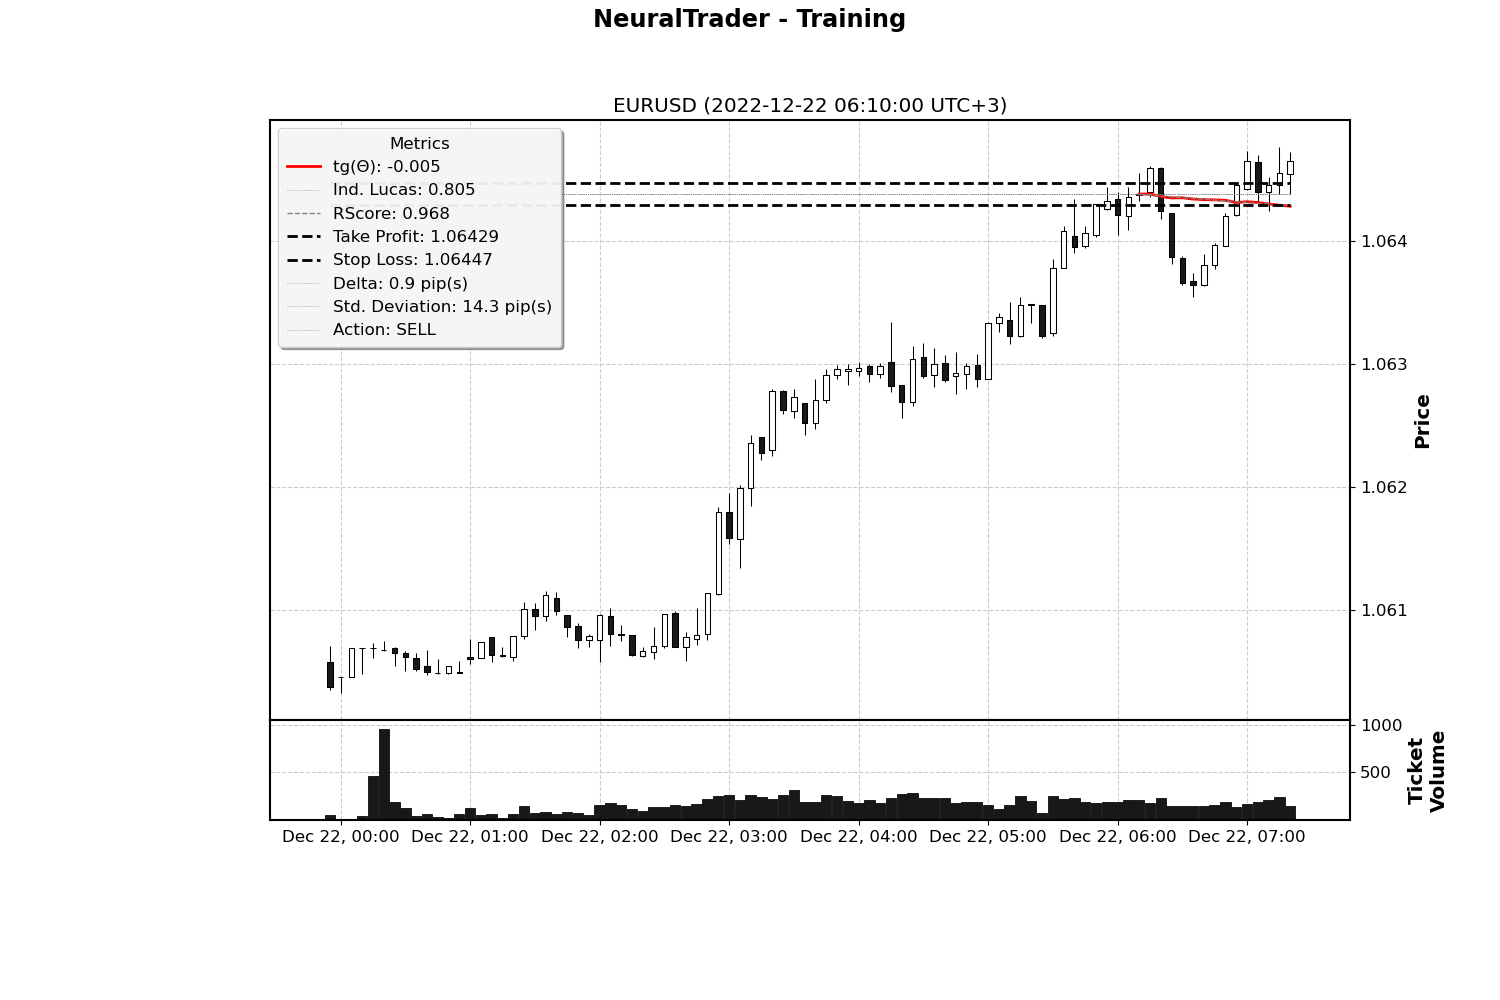 NeuralTrader - Training
EURUSD (2022-12-22 06:10:00 UTC+3)
Metrics
tg(Θ): -0.005
Ind. Lucas: 0.805
RScore: 0.968
Take Profit: 1.06429
Stop Loss: 1.06447
Delta: 0.9 pip(s)
Std. Deviation: 14.3 pip(s)
Action: SELL
1.064
1.063
1.062
1.061
Price
1000
500
Ticket
Volume
Dec 22, 00:00
Dec 22, 01:00
Dec 22, 02:00
Dec 22, 03:00
Dec 22, 04:00
Dec 22, 05:00
Dec 22, 06:00
Dec 22, 07:00